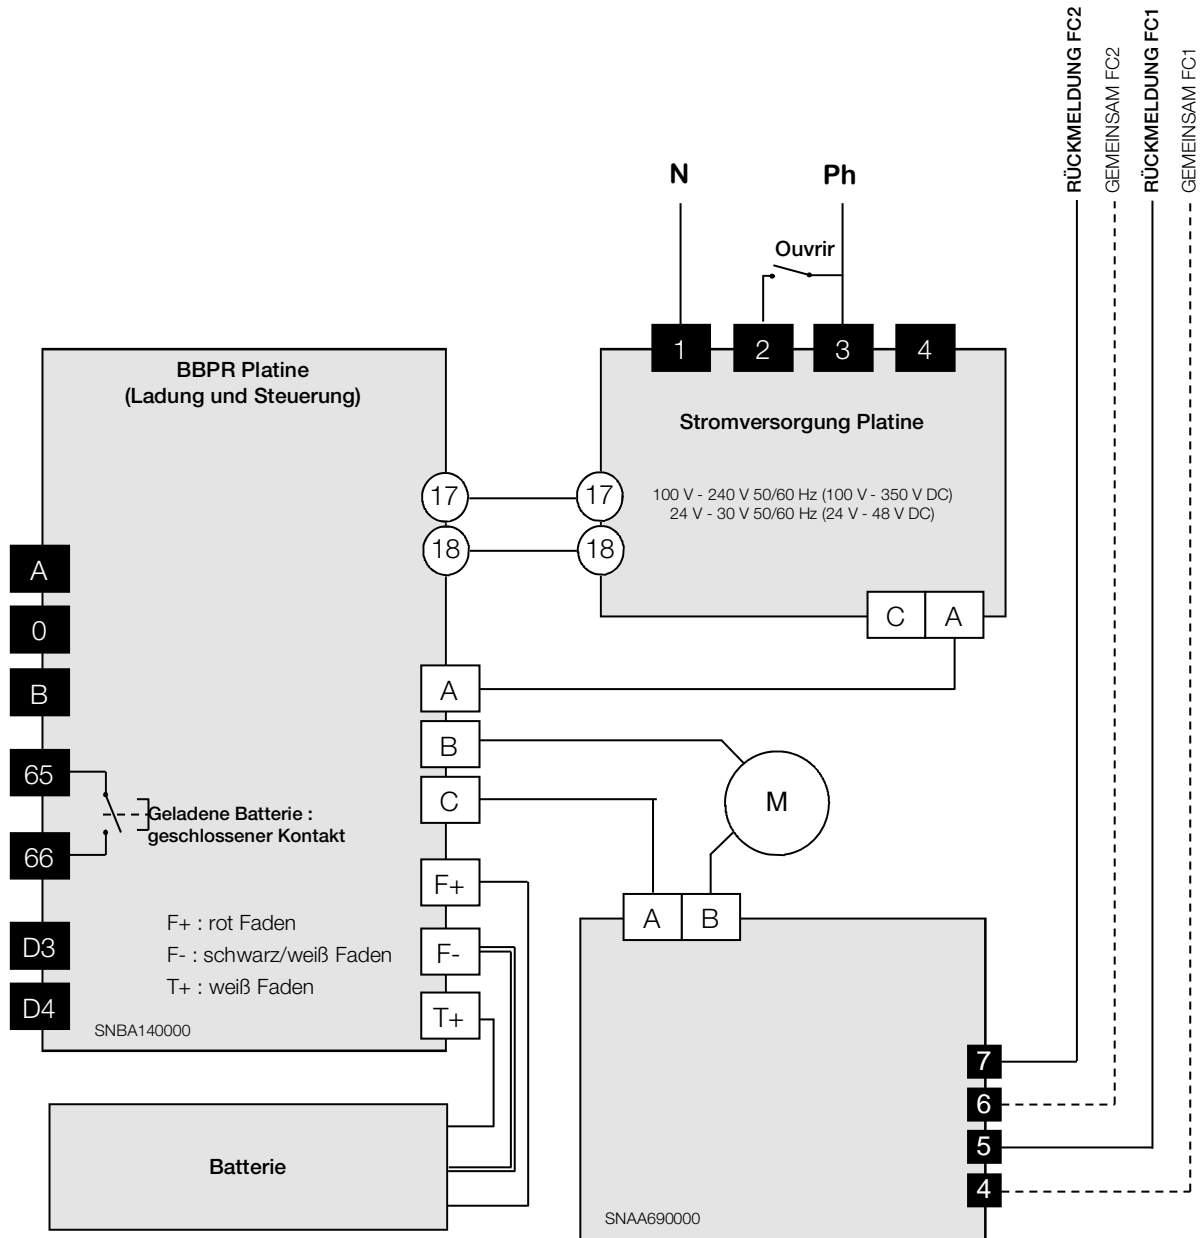 RÜCKMELDUNG FC2
GEMEINSAM FC2
RÜCKMELDUNG FC1
GEMEINSAM FC1
N
Ph
Ouvrir
1
2
3
4
BBPR Platine
(Ladung und Steuerung)
Stromversorgung Platine
100 V - 240 V 50/60 Hz (100 V - 350 V DC)
24 V - 30 V 50/60 Hz (24 V - 48 V DC)
17
17
18
18
A
0
B
C
A
A
B
C
M
65
66
Geladene Batterie :
geschlossener Kontakt
F+
F-
T+
A
B
F+ : rot Faden
F- : schwarz/weiß Faden
T+ : weiß Faden
D3
D4
SNBA140000
7
6
5
4
Batterie
SNAA690000